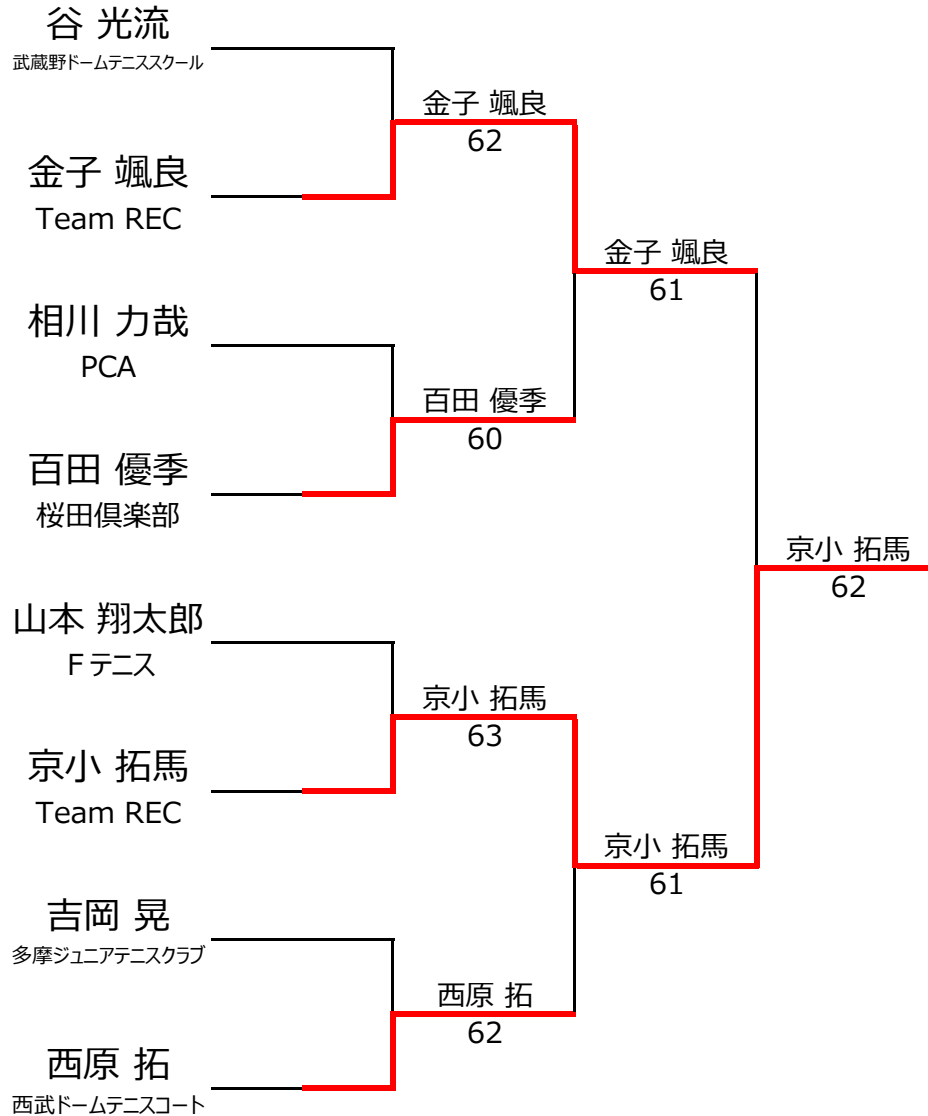 谷 光流
武蔵野ドームテニススクール
金子 颯良
62
金子 颯良
Team REC
金子 颯良
61
相川 力哉
PCA
百田 優季
60
百田 優季
桜田倶楽部
京小 拓馬
62
山本 翔太郎
Fテニス
京小 拓馬
63
京小 拓馬
Team REC
京小 拓馬
61
吉岡 晃
多摩ジュニアテニスクラブ
西原 拓
62
西原 拓
西武ドームテニスコート